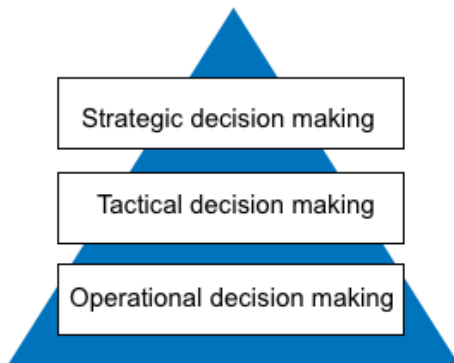 Strategic decision making
Tactical decision making
Operational decision making